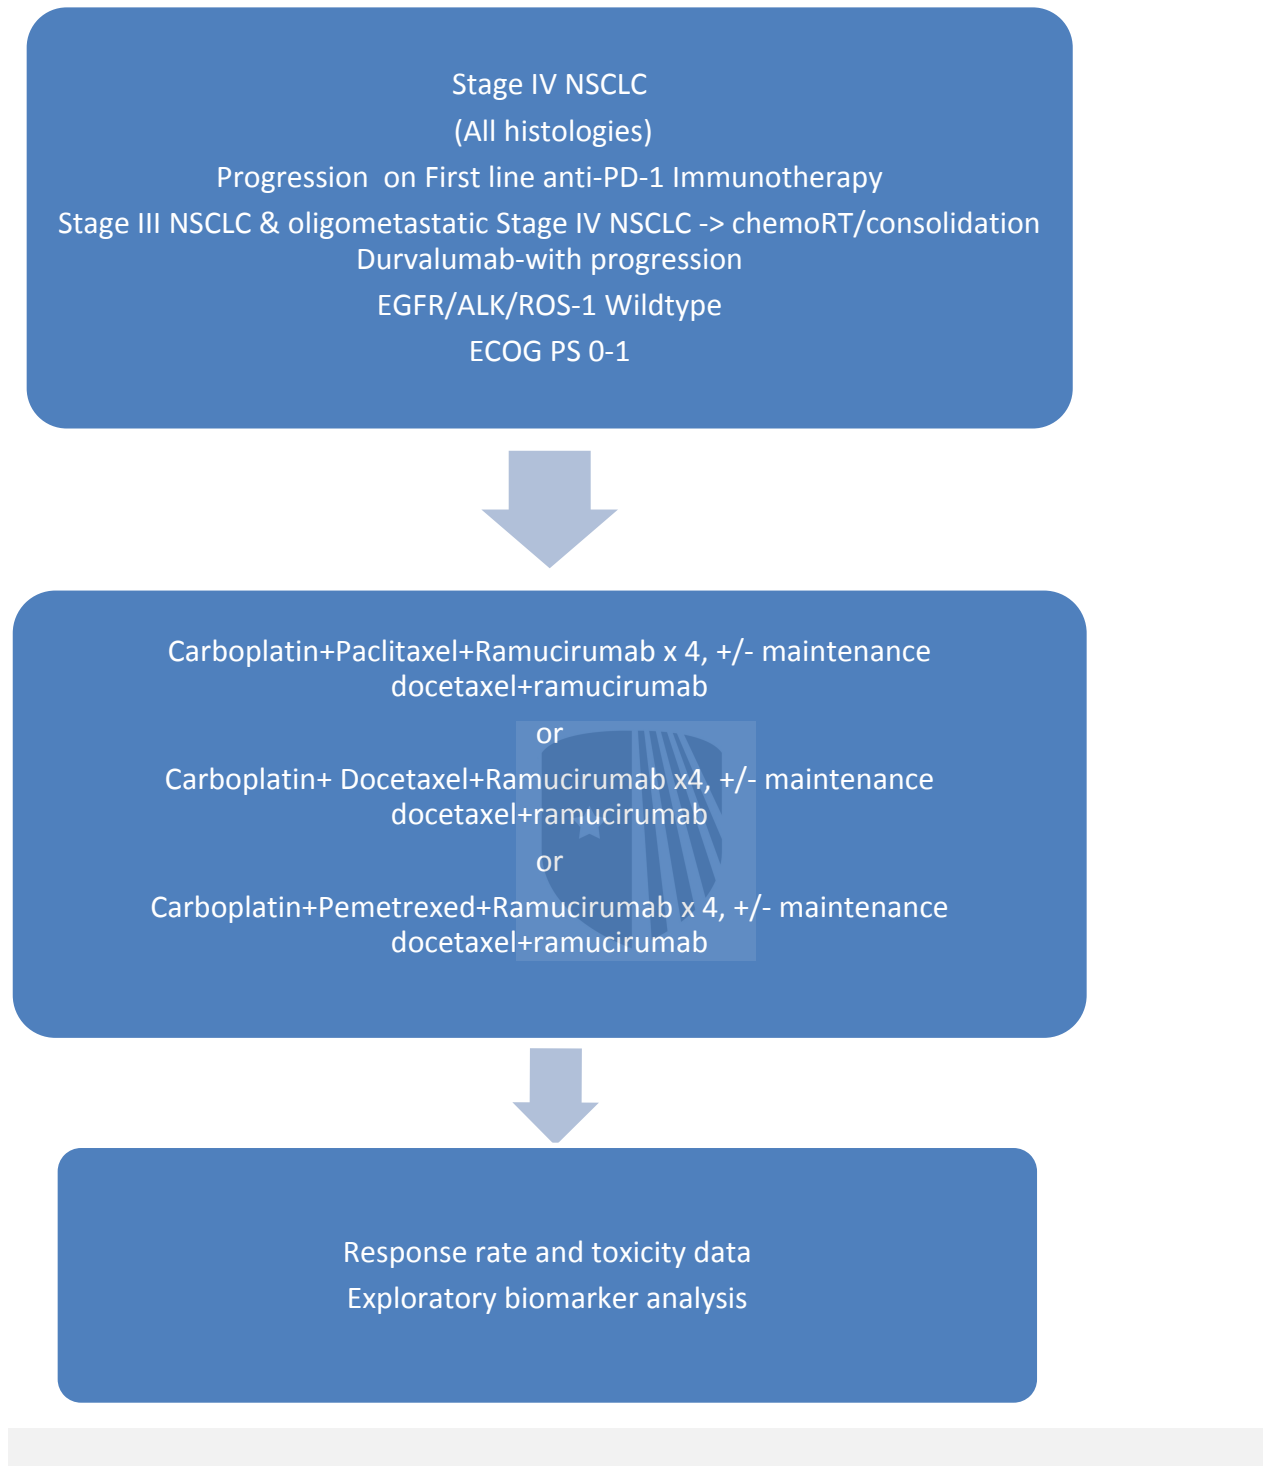 Stage IV NSCLC
(All histologies)
Progression  on First line anti-PD-1 Immunotherapy
Stage III NSCLC & oligometastatic Stage IV NSCLC -> chemoRT/consolidation
Durvalumab-with progression
EGFR/ALK/ROS-1 Wildtype
ECOG PS 0-1
Carboplatin+Paclitaxel+Ramucirumab x 4, +/- maintenance
docetaxel+ramucirumab
or
Carboplatin+ Docetaxel+Ramucirumab x4, +/- maintenance
docetaxel+ramucirumab
or
Carboplatin+Pemetrexed+Ramucirumab x 4, +/- maintenance
docetaxel+ramucirumab
Response rate and toxicity data
Exploratory biomarker analysis